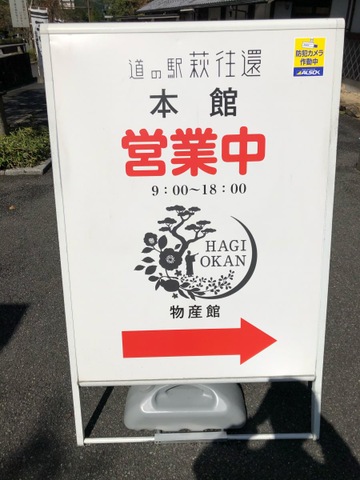 道の駅 萩往還
防犯カメラ
作動中
ALSOK
本館
営業中
9:00~18:00
HAGI
OKAN
物産館